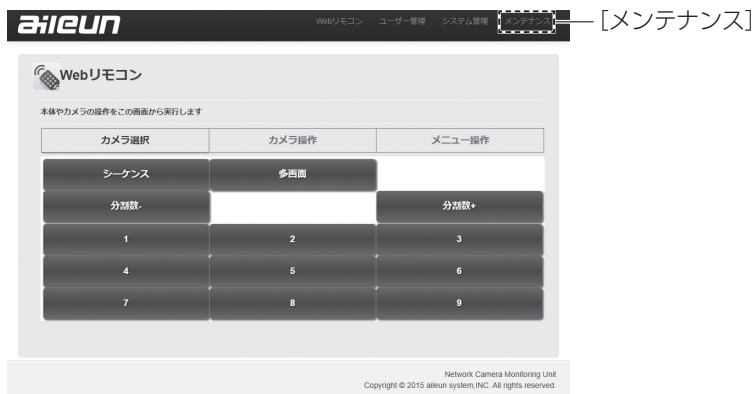 aileun
Webリモコン ユーザー管理 システム管理 メンテナンス
[メンテナンス]
Webリモコン
本体やカメラの操作をこの画面から実行します
カメラ選択 カメラ操作 メニュー操作
シーケンス 多画面
分割数- 分割数+
1 2 3
4 5 6
7 8 9
Network Camera Monitoring Unit
Copyright © 2015 aileun system,INC. All rights reserved.